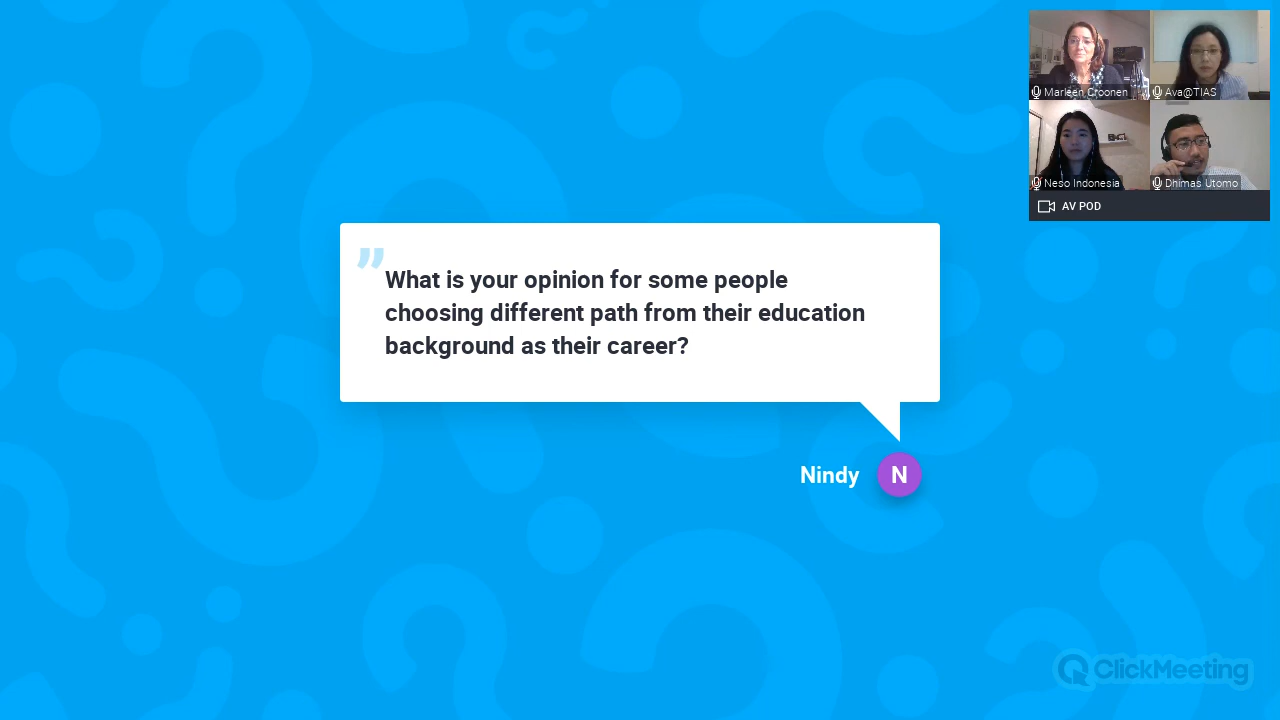 Marleen Croonen
Ava@TIAS
Neso Indonesia
Dhimas Utomo
AV POD
"
What is your opinion for some people
choosing different path from their education
background as their career?
Nindy
N
ClickMeeting